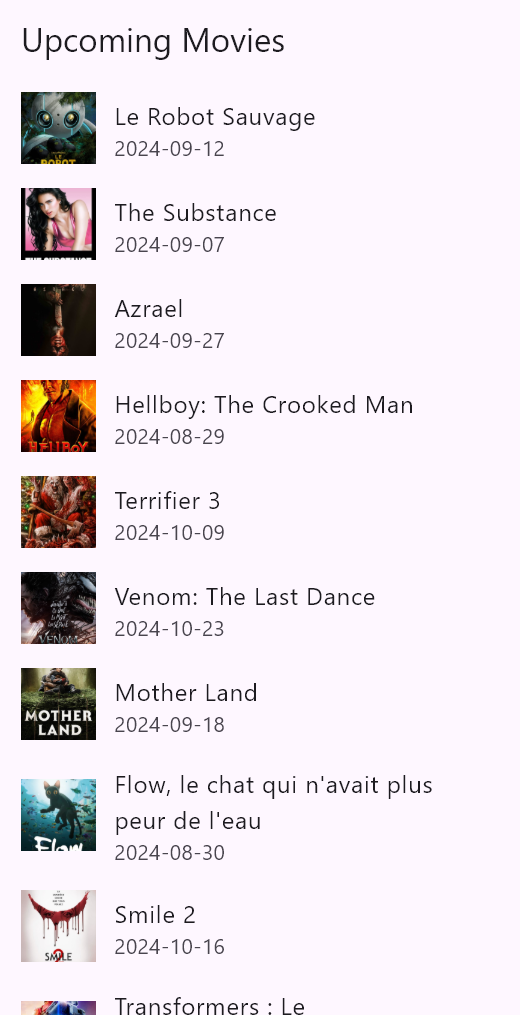 Upcoming Movies
Le Robot Sauvage
2024-09-12
The Substance
2024-09-07
Azrael
2024-09-27
HELLBOY
Hellboy: The Crooked Man
2024-08-29
Terrifier 3
2024-10-09
VENOM
Venom: The Last Dance
2024-10-23
MOTHER
LAND
Mother Land
2024-09-18
Flow
Flow, le chat qui n'avait plus
peur de l'eau
2024-08-30
SMILE
2
Smile 2
2024-10-16
Transformers : Le